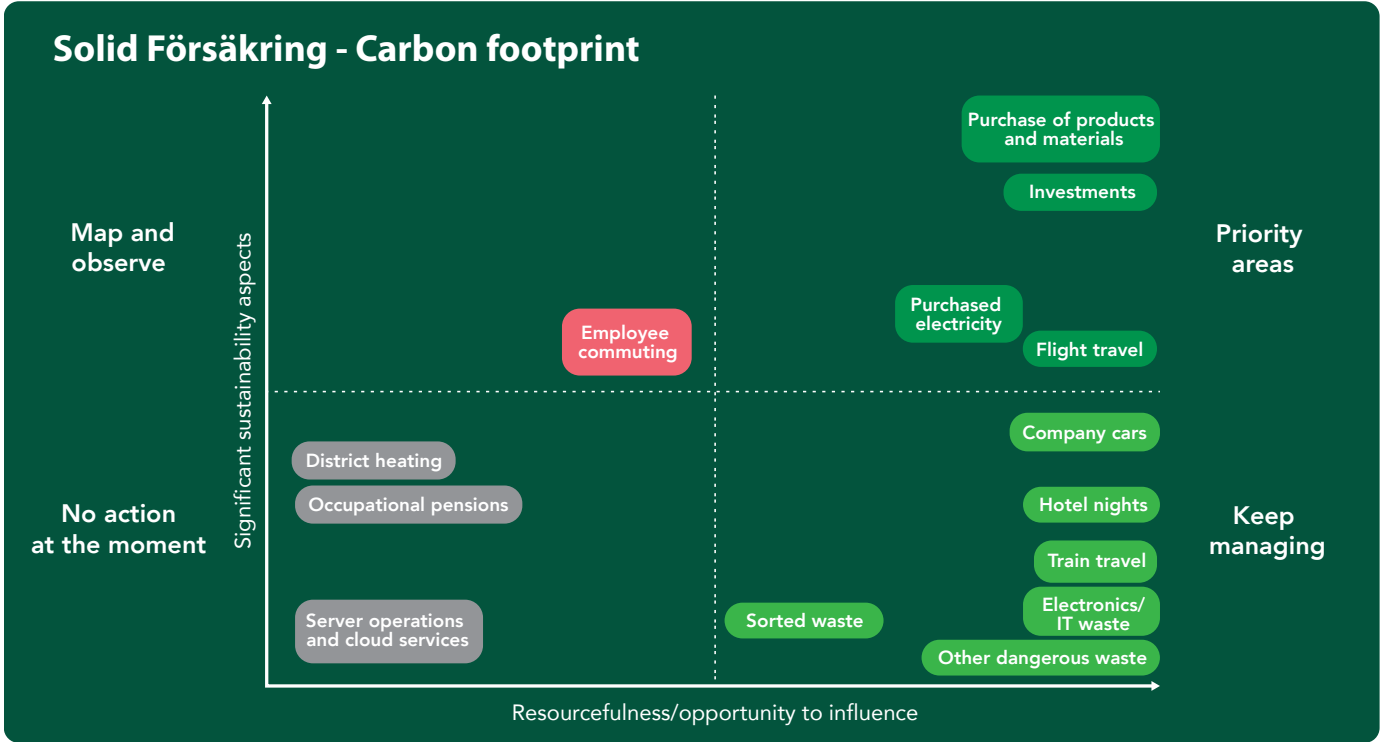 Solid Försäkring - Carbon footprint
Purchase of products
and materials
Investments
Map and
observe
Priority
areas
Significant sustainability aspects
Purchased
electricity
Employee
commuting
Flight travel
Company cars
District heating
Occupational pensions
Hotel nights
No action
at the moment
Keep
managing
Train travel
Electronics/
IT waste
Server operations
and cloud services
Sorted waste
Other dangerous waste
Resourcefulness/opportunity to influence